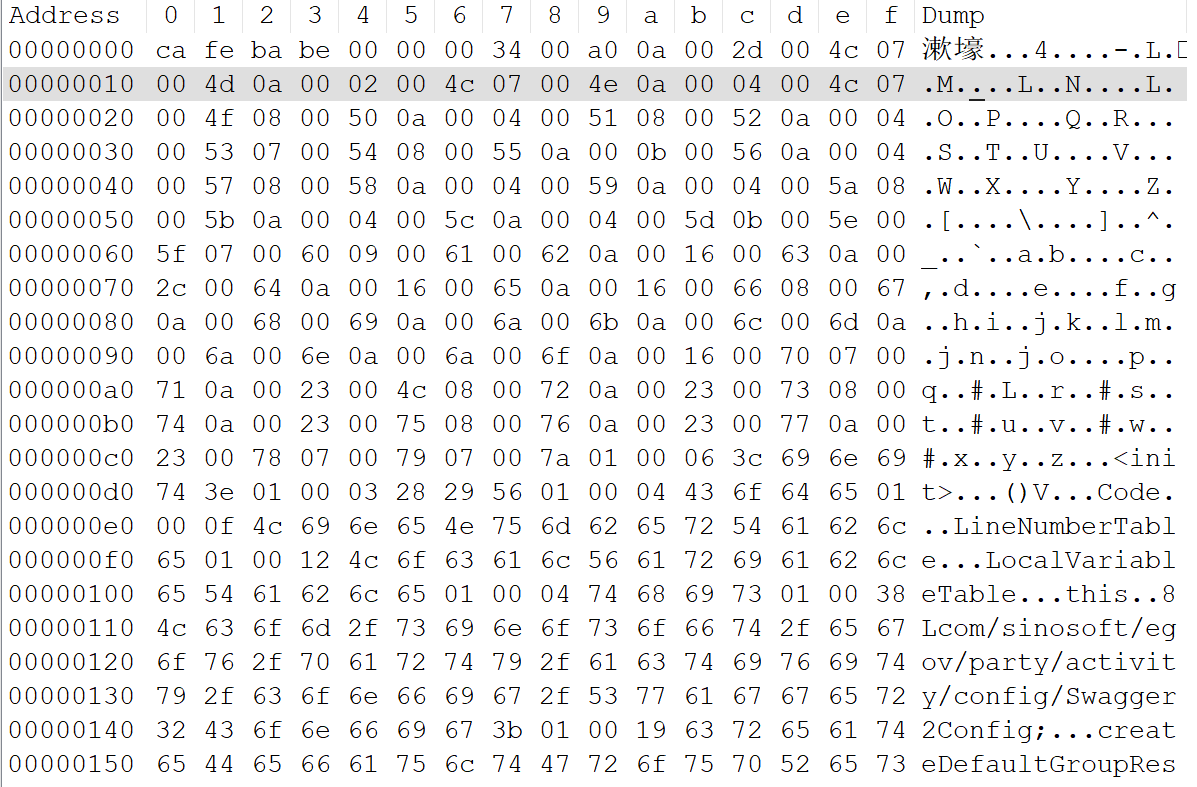 Address 0 1 2 3 4 5 6 7 8 9 a b c d e f Dump
00000000 ca fe ba be 00 00 00 34 00 a0 0a 00 2d 00 4c 07 漱壕...4....-.L.□
00000010 00 4d 0a 00 02 00 4c 07 00 4e 0a 00 04 00 4c 07 .M_...L..N....L.
00000020 00 4f 08 00 50 0a 00 04 00 51 08 00 52 0a 00 04 .O..P....Q..R...
00000030 00 53 07 00 54 08 00 55 0a 00 0b 00 56 0a 00 04 .S..T..U....V...
00000040 00 57 08 00 58 0a 00 04 00 59 0a 00 04 00 5a 08 .W..X....Y....Z.
00000050 00 5b 0a 00 04 00 5c 0a 00 04 00 5d 0b 00 5e 00 .[....\....]..^.
00000060 5f 07 00 60 09 00 61 00 62 0a 00 16 00 63 0a 00 _..`..a.b....c..
00000070 2c 00 64 0a 00 16 00 65 0a 00 16 00 66 08 00 67 ,.d....e....f..g
00000080 0a 00 68 00 69 0a 00 6a 00 6b 0a 00 6c 00 6d 0a ..h.i..j.k..l.m.
00000090 00 6a 00 6e 0a 00 6a 00 6f 0a 00 16 00 70 07 00 .j.n..j.o....p..
000000a0 71 0a 00 23 00 4c 08 00 72 0a 00 23 00 73 08 00 q..#.L..r..#.s..
000000b0 74 0a 00 23 00 75 08 00 76 0a 00 23 00 77 0a 00 t..#.u..v..#.w..
000000c0 23 00 78 07 00 79 07 00 7a 01 00 06 3c 69 6e 69 #.x..y..z...<ini
000000d0 74 3e 01 00 03 28 29 56 01 00 04 43 6f 64 65 01 t>...()V...Code.
000000e0 00 0f 4c 69 6e 65 4e 75 6d 62 65 72 54 61 62 6c ..LineNumberTabl
000000f0 65 01 00 12 4c 6f 63 61 6c 56 61 72 69 61 62 6c e...LocalVariabl
00000100 65 54 61 62 6c 65 01 00 04 74 68 69 73 01 00 38 eTable...this..8
00000110 4c 63 6f 6d 2f 73 69 6e 6f 73 6f 66 74 2f 65 67 Lcom/sinosoft/eg
00000120 6f 76 2f 70 61 72 74 79 2f 61 63 74 69 76 69 74 ov/party/activit
00000130 79 2f 63 6f 6e 66 69 67 2f 53 77 61 67 67 65 72 y/config/Swagger
00000140 32 43 6f 6e 66 69 67 3b 01 00 19 63 72 65 61 74 2Config;...creat
00000150 65 44 65 66 61 75 6c 74 47 72 6f 75 70 52 65 73 eDefaultGroupRes